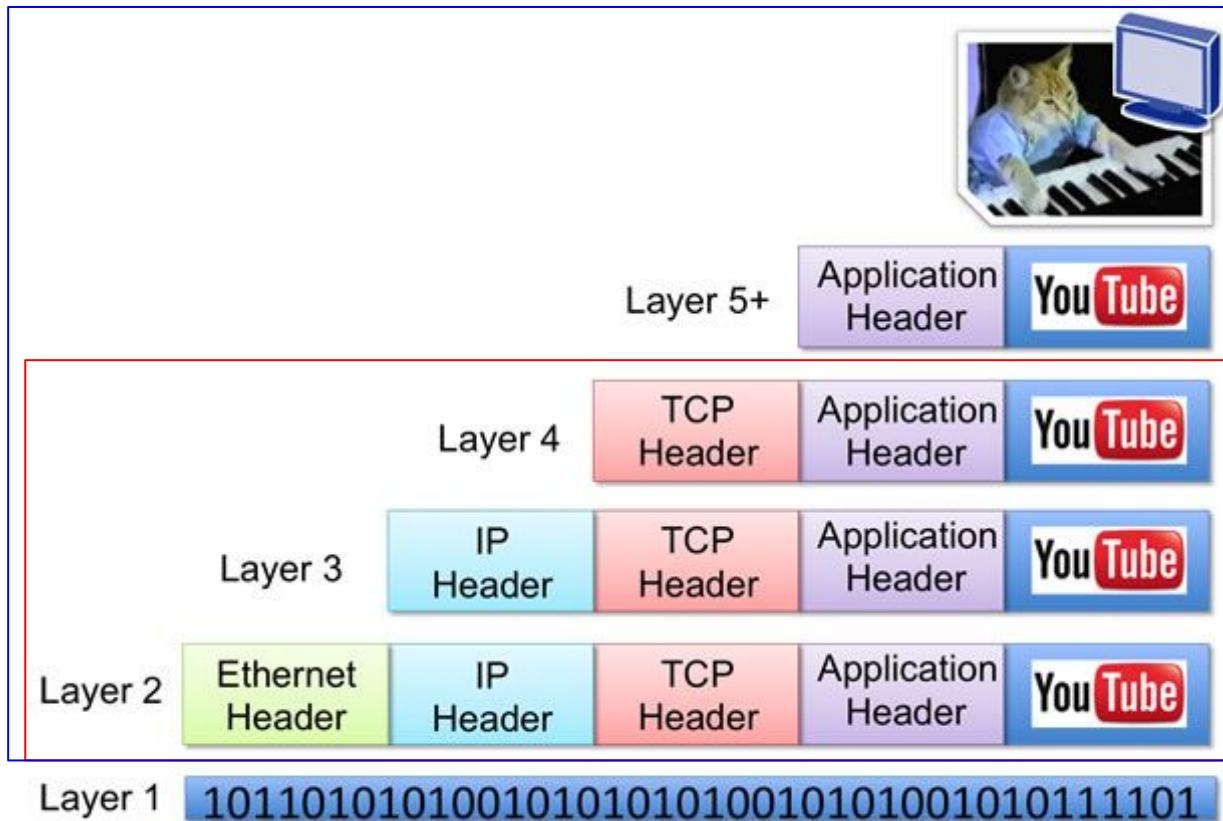 Layer 5+
Application
Header
YouTube
Layer 4
TCP
Header
Application
Header
YouTube
Layer 3
IP
Header
TCP
Header
Application
Header
YouTube
Layer 2
Ethernet
Header
IP
Header
TCP
Header
Application
Header
YouTube
Layer 1
101101010100101010101010010101001010111101